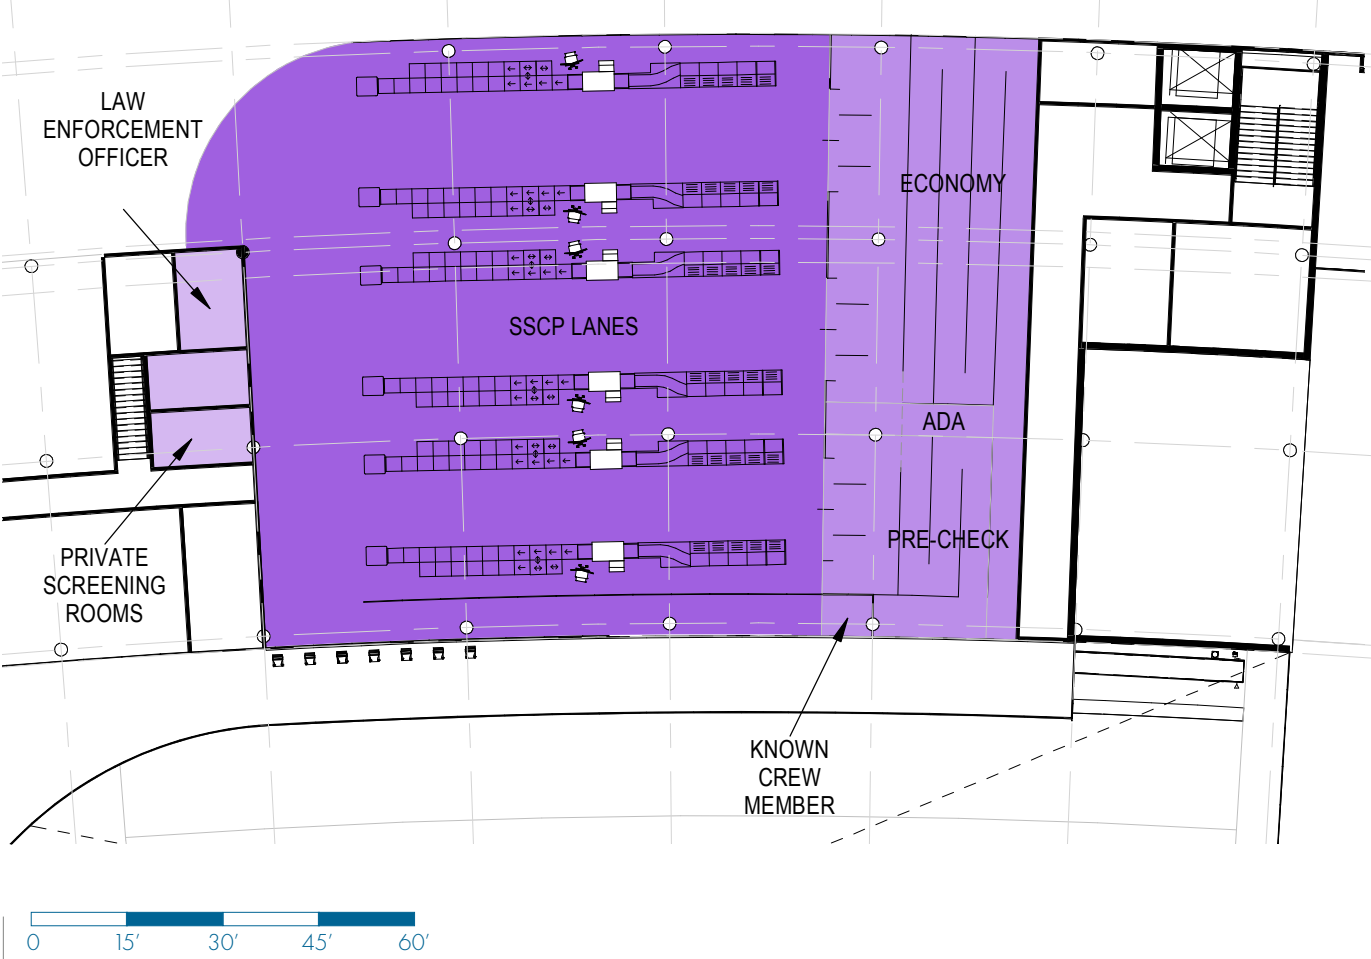 LAW
ENFORCEMENT
OFFICER
ECONOMY
SSCP LANES
ADA
PRE-CHECK
PRIVATE
SCREENING
ROOMS
KNOWN
CREW
MEMBER
0 15' 30' 45' 60'